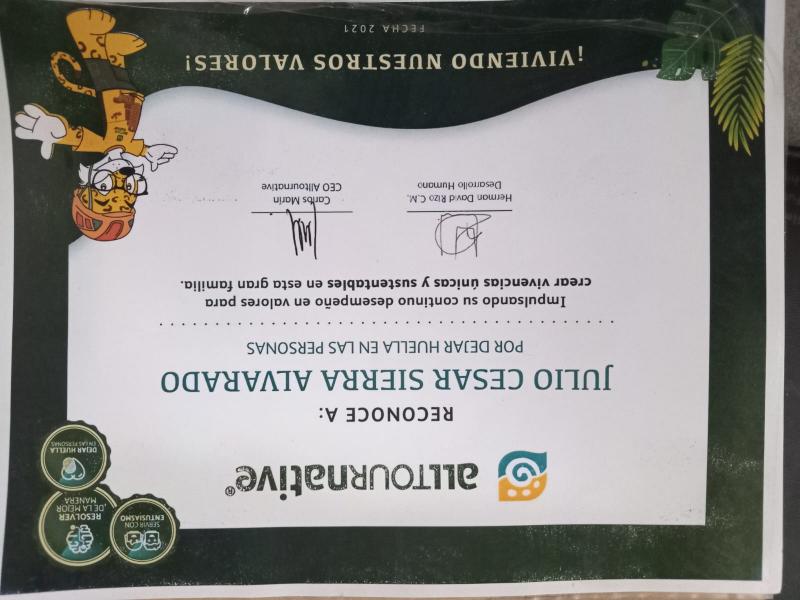 RESOLVER
DE LA MEJOR
MANERA
SERVIR CON
ENTUSIASMO
DEJAR HUELLA
EN LAS PERSONAS
aLLTOURnative®
RECONOCE A:
JULIO CESAR SIERRA ALVARADO
POR DEJAR HUELLA EN LAS PERSONAS
Impulsando su continuo desempeño en valores para
crear vivencias únicas y sustentables en esta gran familia.
Herman David Rizo C.M.
Desarrollo Humano
Carlos Marín
CEO Alltournative
¡VIVIENDO NUESTROS VALORES!
FECHA 2021